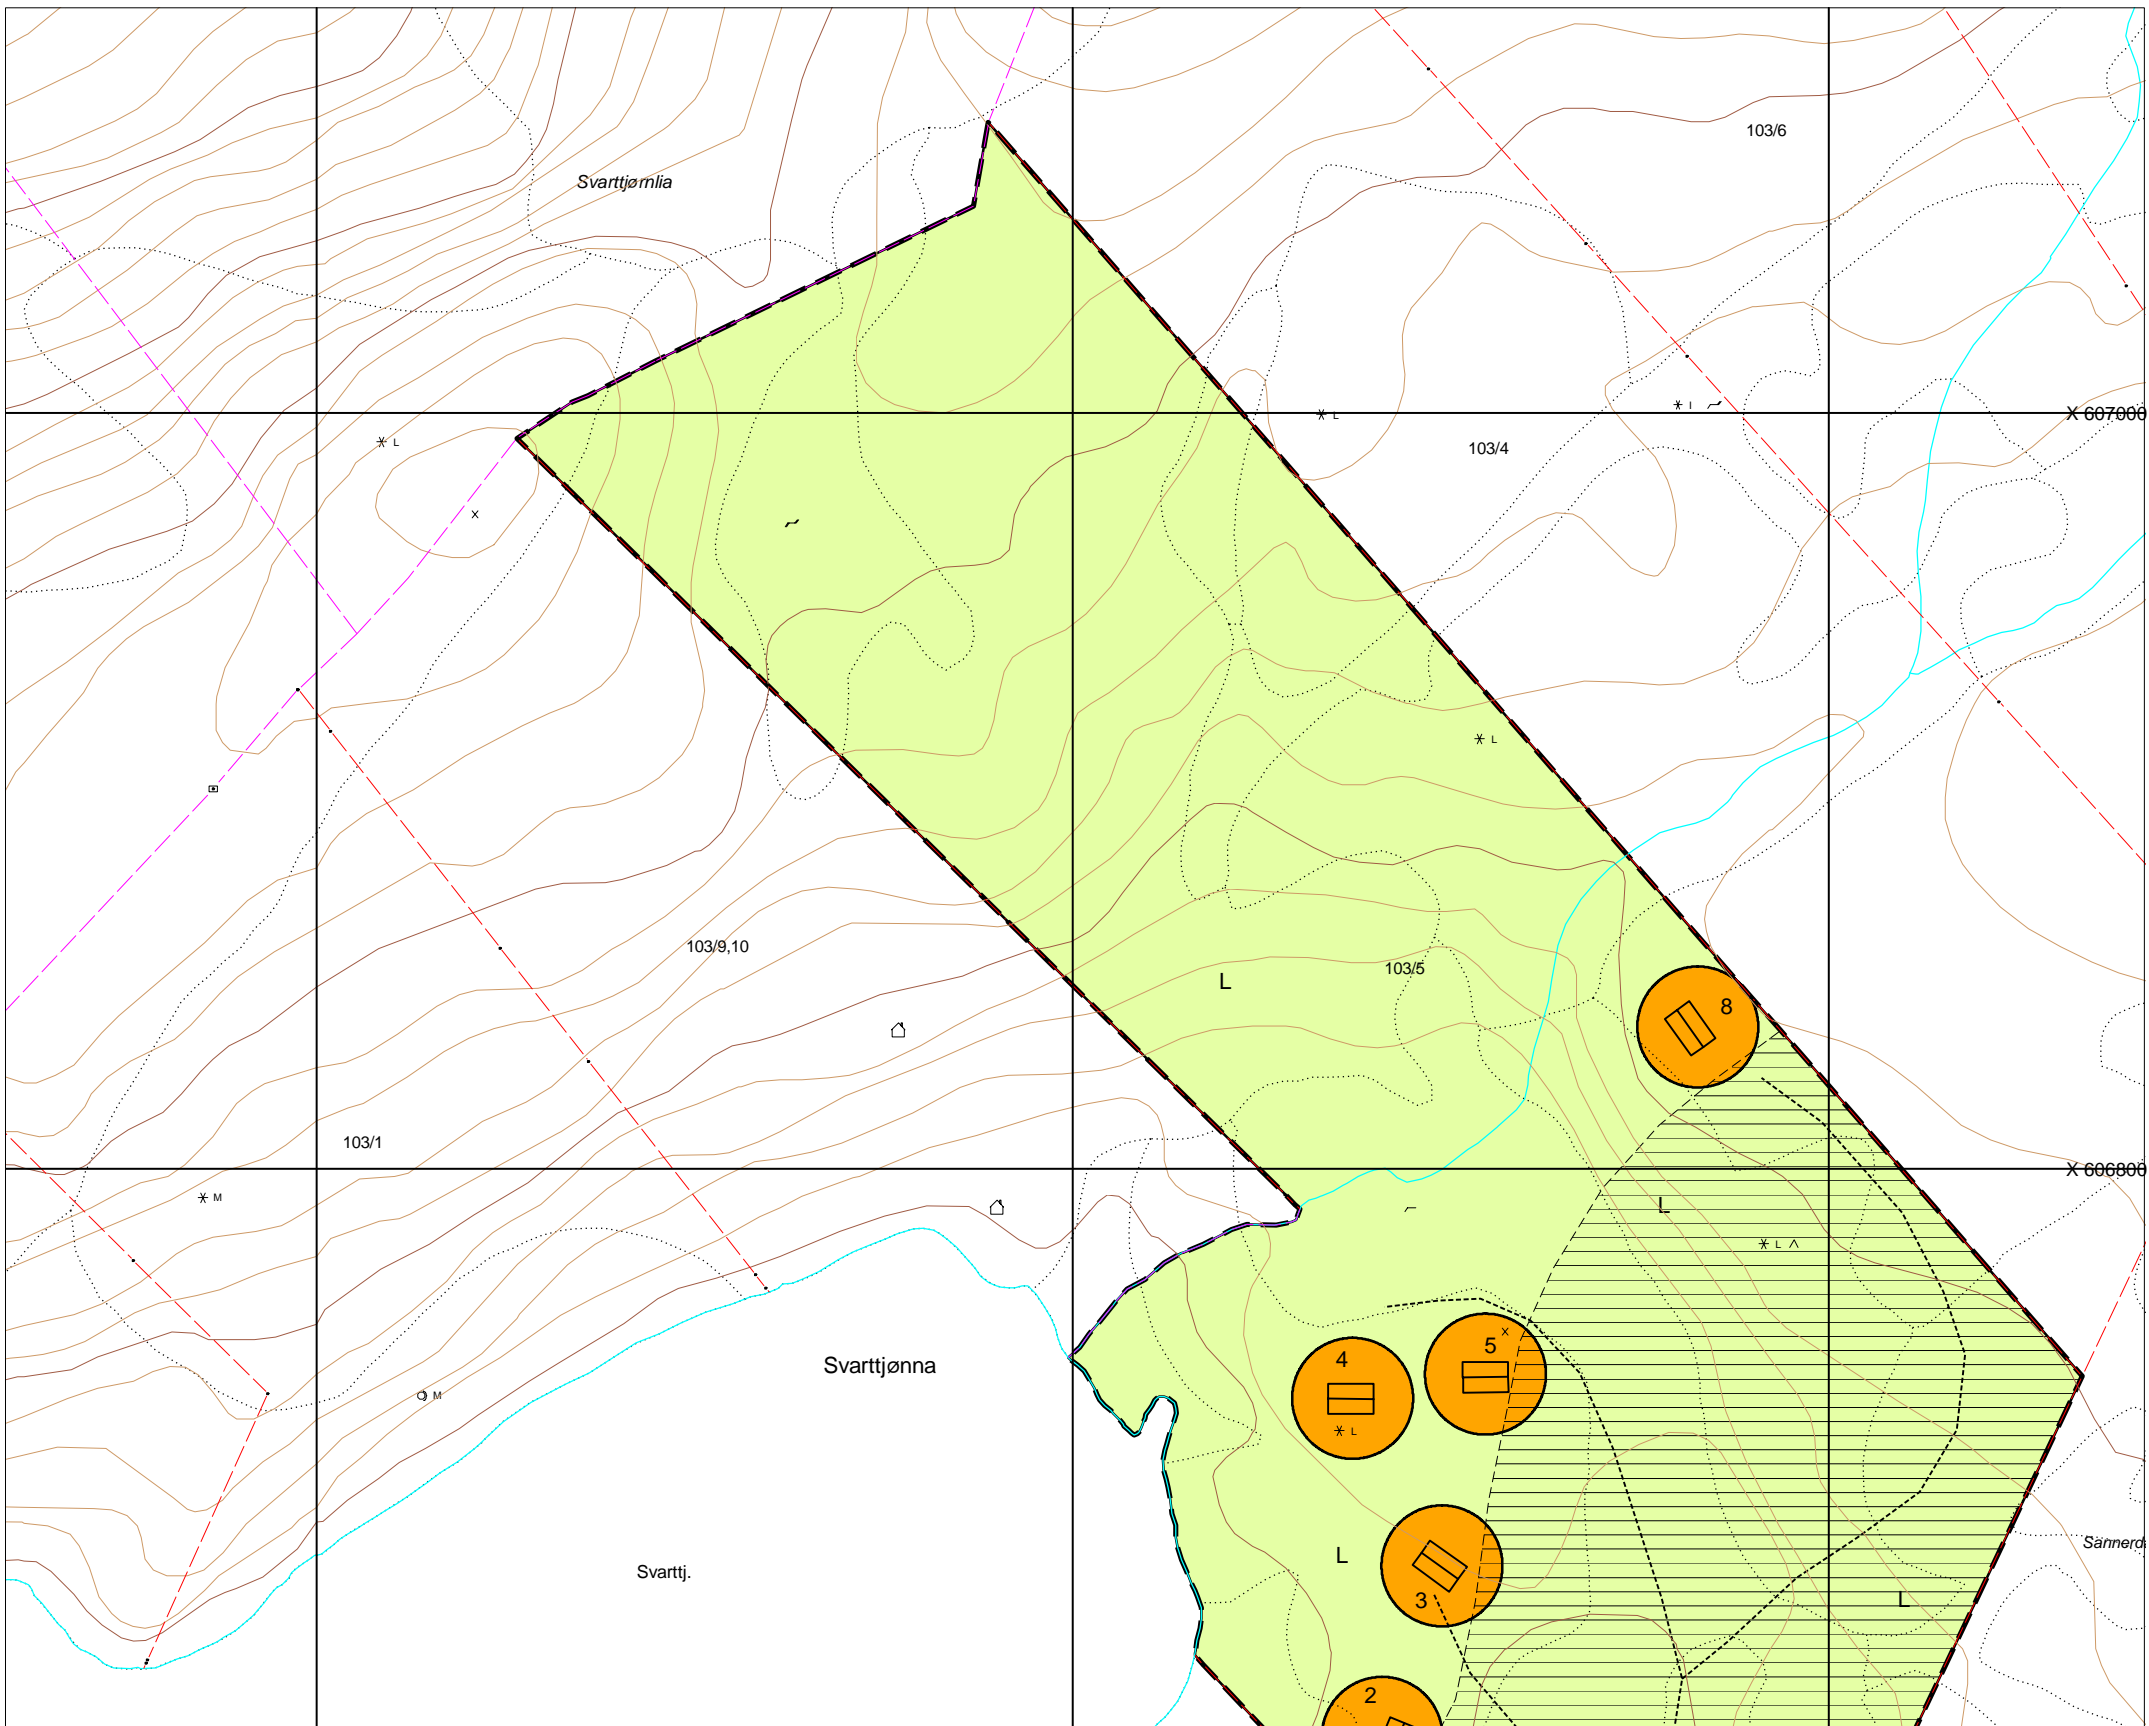 103/6
Svarttjørnlia
X 607000
L
L
I
103/4
L
103/9,10
103/5
L
8
103/1
X 606800
M
L
L
Svarttjønna
4
5
M
L
Svarttj.
L
3
L
2